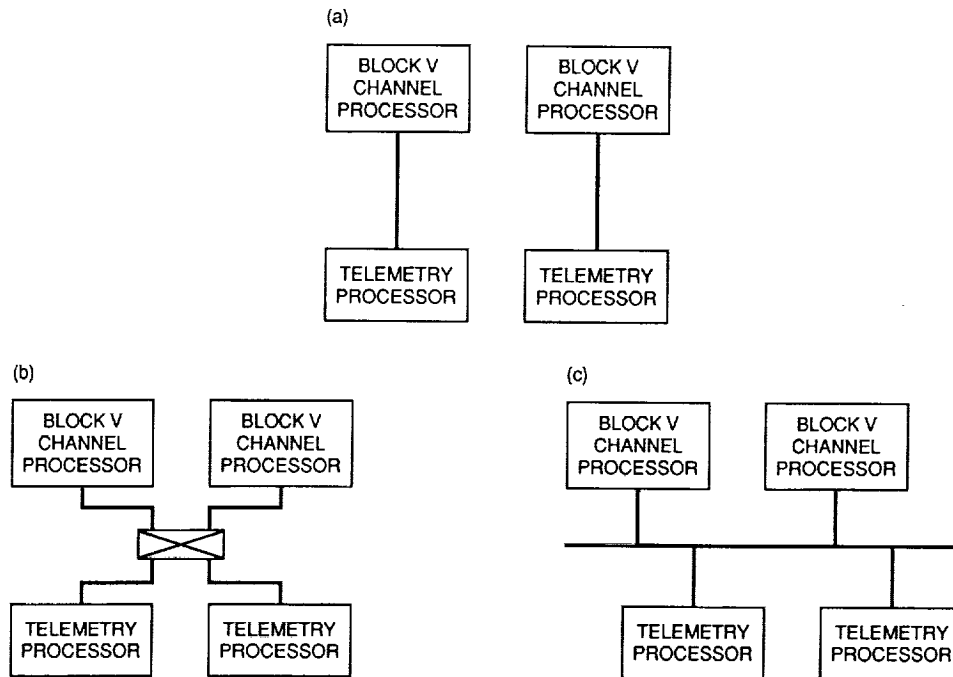 (a)
BLOCK V
CHANNEL
PROCESSOR
BLOCK V
CHANNEL
PROCESSOR
TELEMETRY
PROCESSOR
TELEMETRY
PROCESSOR
(b)
BLOCK V
CHANNEL
PROCESSOR
BLOCK V
CHANNEL
PROCESSOR
TELEMETRY
PROCESSOR
TELEMETRY
PROCESSOR
(c)
BLOCK V
CHANNEL
PROCESSOR
BLOCK V
CHANNEL
PROCESSOR
TELEMETRY
PROCESSOR
TELEMETRY
PROCESSOR